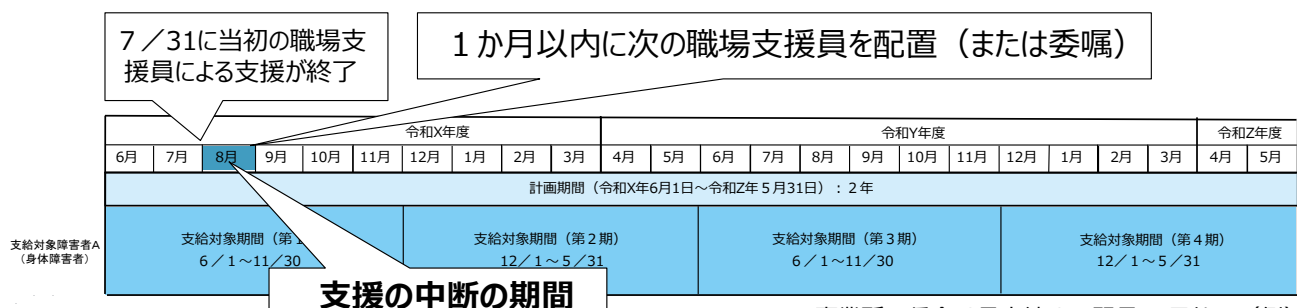 7／31に当初の職場支
援員による支援が終了
１か月以内に次の職場支援員を配置（または委嘱）
令和X年度 令和Y年度 令和Z年度
6月 7月 8月 9月 10月 11月 12月 1月 2月 3月 4月 5月 6月 7月 8月 9月 10月 11月 12月 1月 2月 3月 4月 5月
計画期間（令和X年6月1日～令和Z年５月31日）：２年
支給対象障害者A
（身体障害者）
支給対象期間（第 支給対象期間（第２期） 支給対象期間（第３期） 支給対象期間（第４期）
6／1～11／30 12／1～5／31 6／1～11／30 12／1～5／31
支援の中断の期間